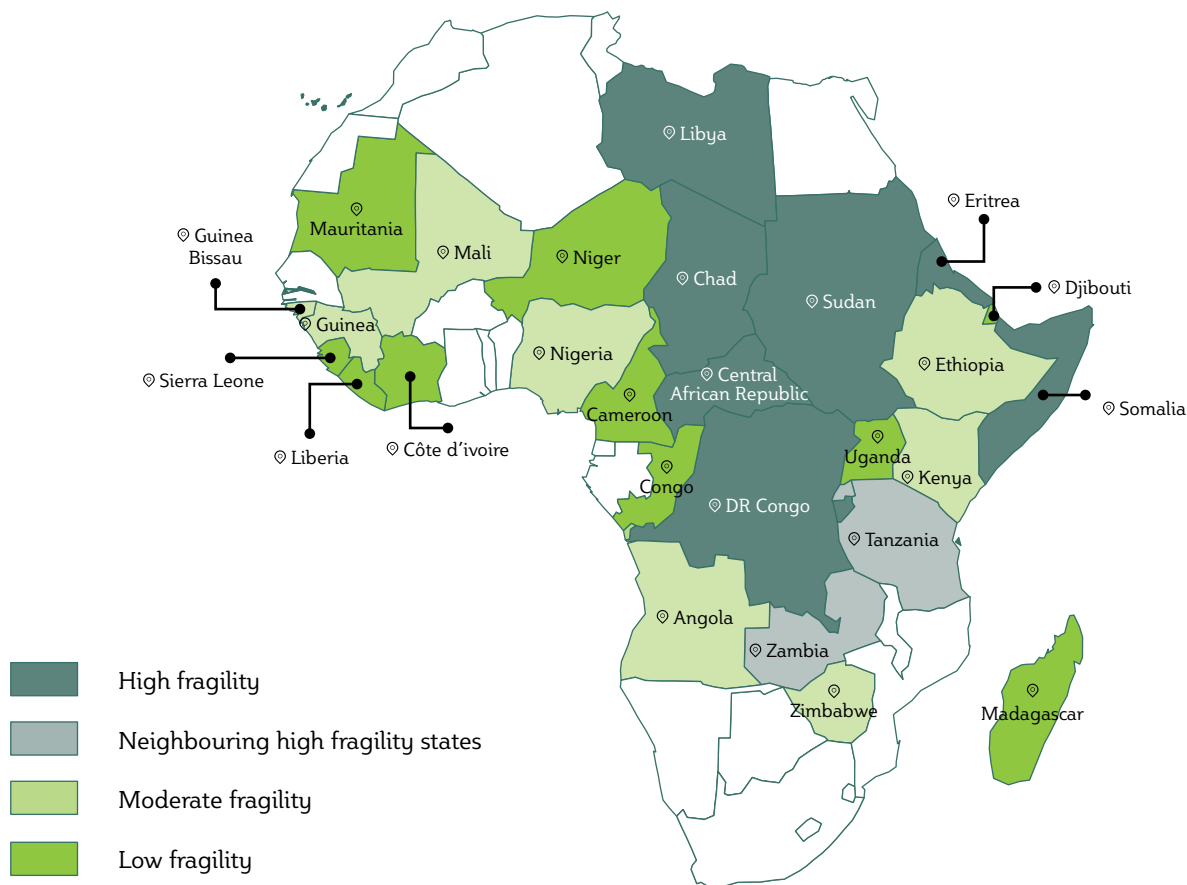 Libya
Eritrea
Mauritania
Guinea
Bissau
Mali
Niger
Chad
Djibouti
Sudan
Guinea
Nigeria
Ethiopia
Sierra Leone
Central
African Republic
Cameroon
Somalia
Liberia
Côte d’ivoire
Uganda
Kenya
Congo
DR Congo
Tanzania
Angola
Zambia
High fragility
Zimbabwe
Madagascar
Neighbouring high fragility states
Moderate fragility
Low fragility